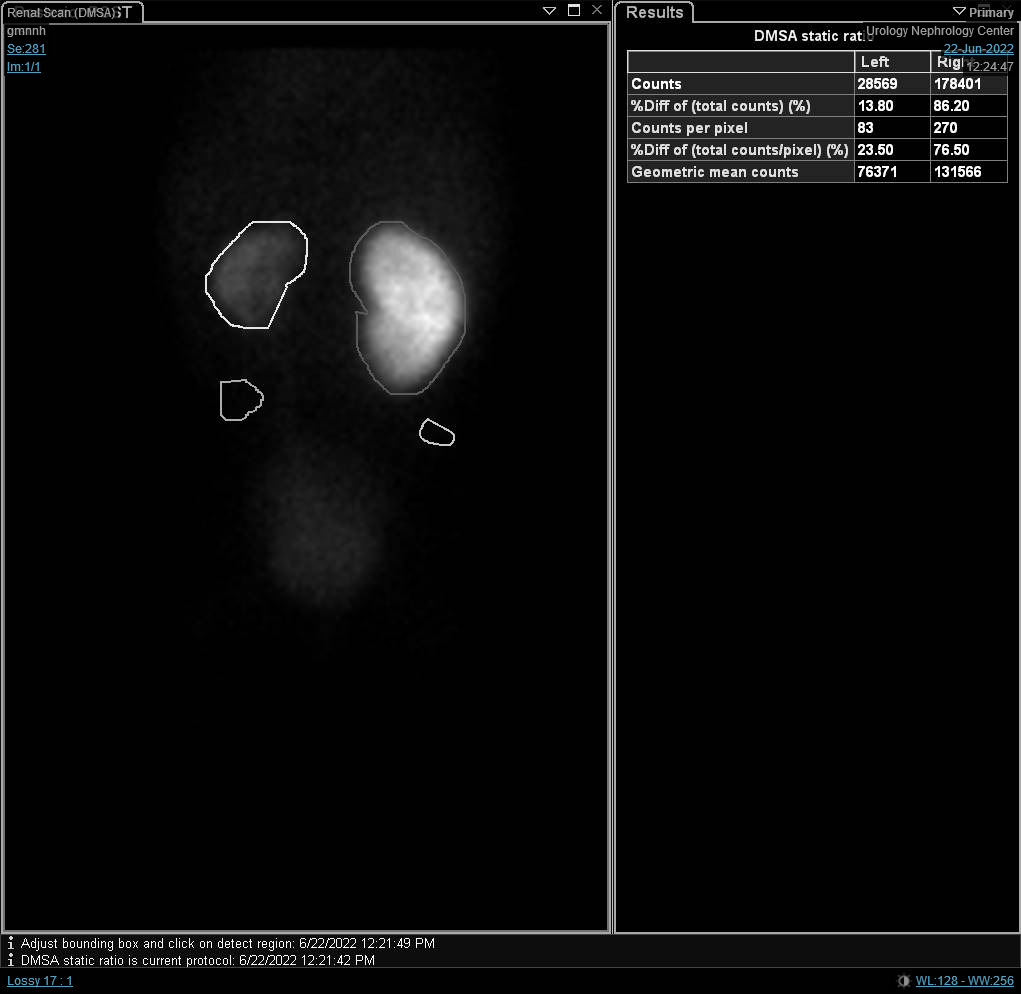 Renal Scan (DMSA)
gmnnh
Se:281
Im:1/1
Results
Primary
DMSA static rati
Urology Nephrology Center
22-Jun-2022
12:24:47
Left Righ
Counts 28569 178401
%Diff of (total counts) (%) 13.80 86.20
Counts per pixel 83 270
%Diff of (total counts/pixel) (%) 23.50 76.50
Geometric mean counts 76371 131566
Adjust bounding box and click on detect region: 6/22/2022 12:21:49 PM
DMSA static ratio is current protocol: 6/22/2022 12:21:42 PM
Lossy 17 : 1
WL:128 - WW:256